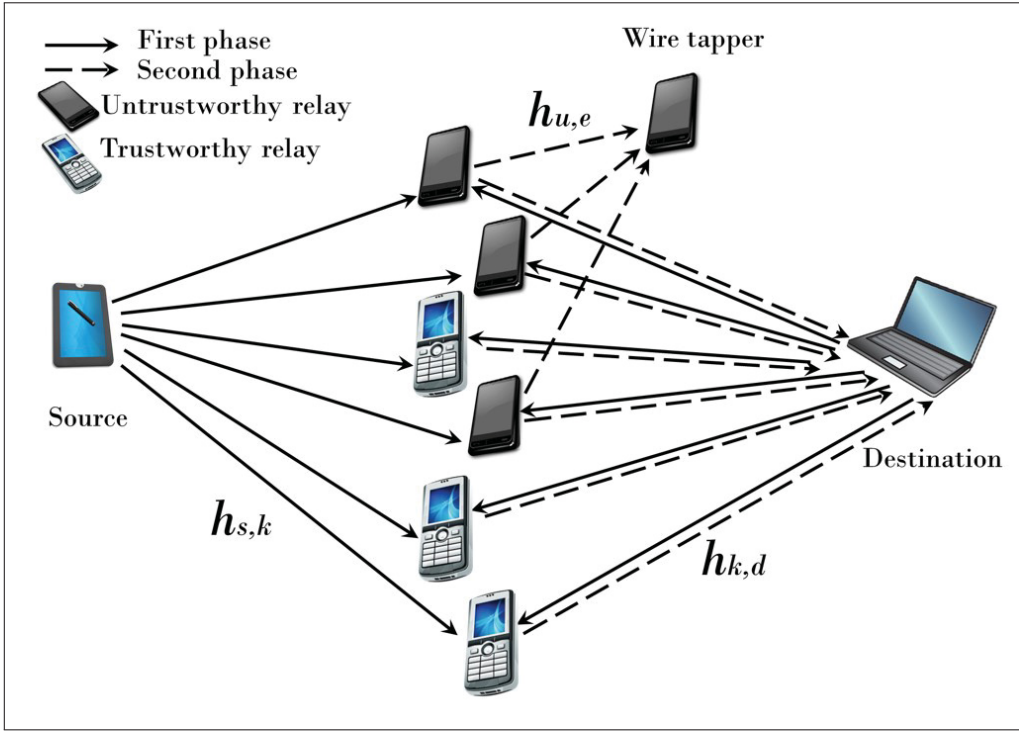 First phase
Second phase
Untrustworthy relay
Trustworthy relay
Wire tapper
hu,e
Source
Destination
hs,k
hk,d